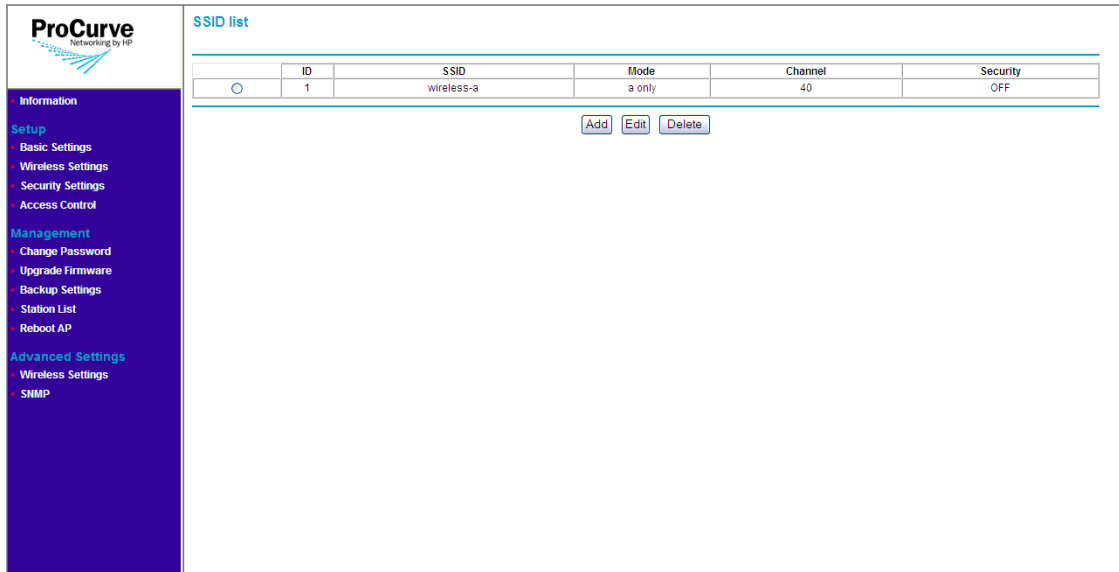 ProCurve
Networking by HP
Information
Setup
Basic Settings
Wireless Settings
Security Settings
Access Control
Management
Change Password
Upgrade Firmware
Backup Settings
Station List
Reboot AP
Advanced Settings
Wireless Settings
SNMP
SSID list
ID SSID Mode Channel Security
1 wireless-a a only 40 OFF
Add Edit Delete